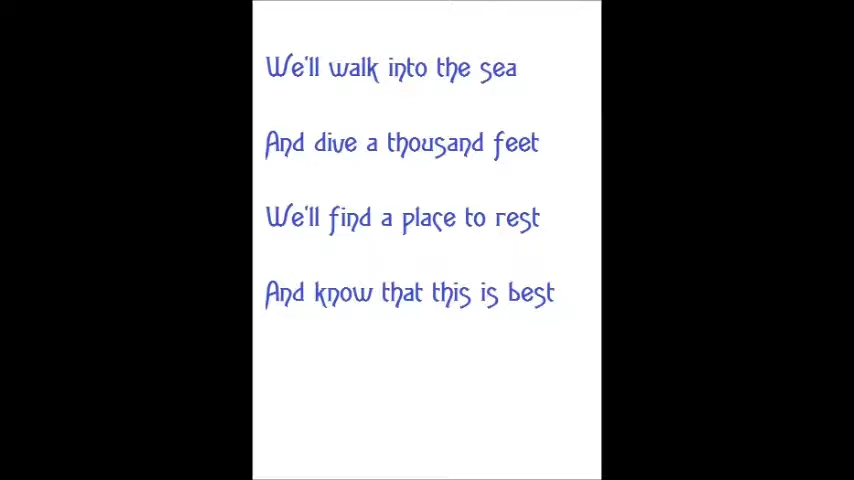 We'll walk into the sea
And dive a thousand feet
We'll find a place to rest
And know that this is best